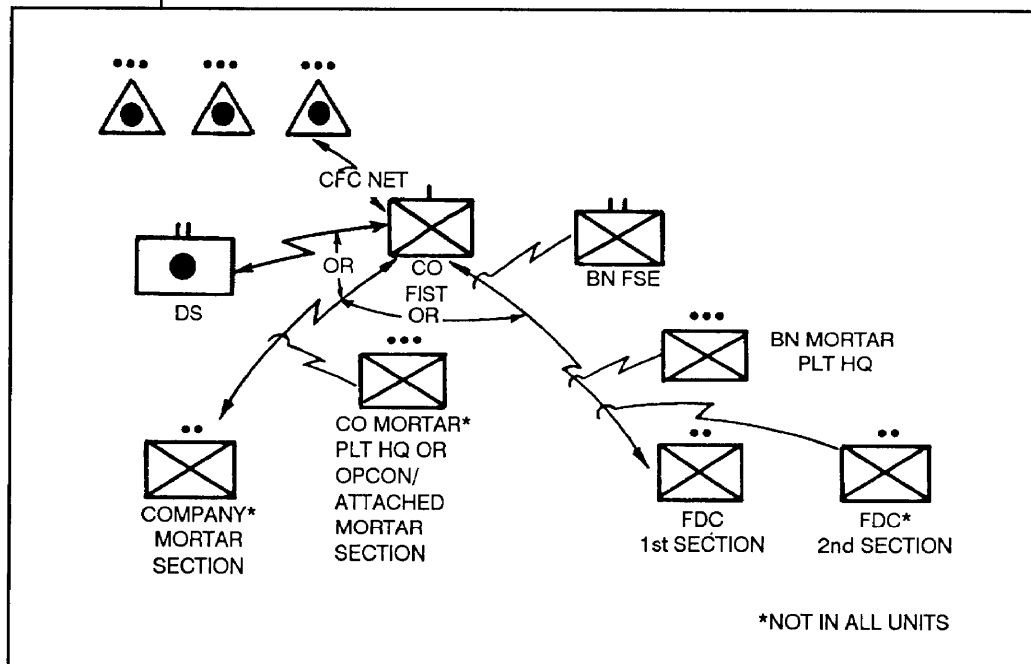 CFC NET
OR
CO
FIST
OR
DS
BN FSE
BN MORTAR
PLT HQ
COMPANY*
MORTAR
SECTION
CO MORTAR*
PLT HQ OR
OPCON/
ATTACHED
MORTAR
SECTION
FDC
1st SECTION
FDC*
2nd SECTION
*NOT IN ALL UNITS